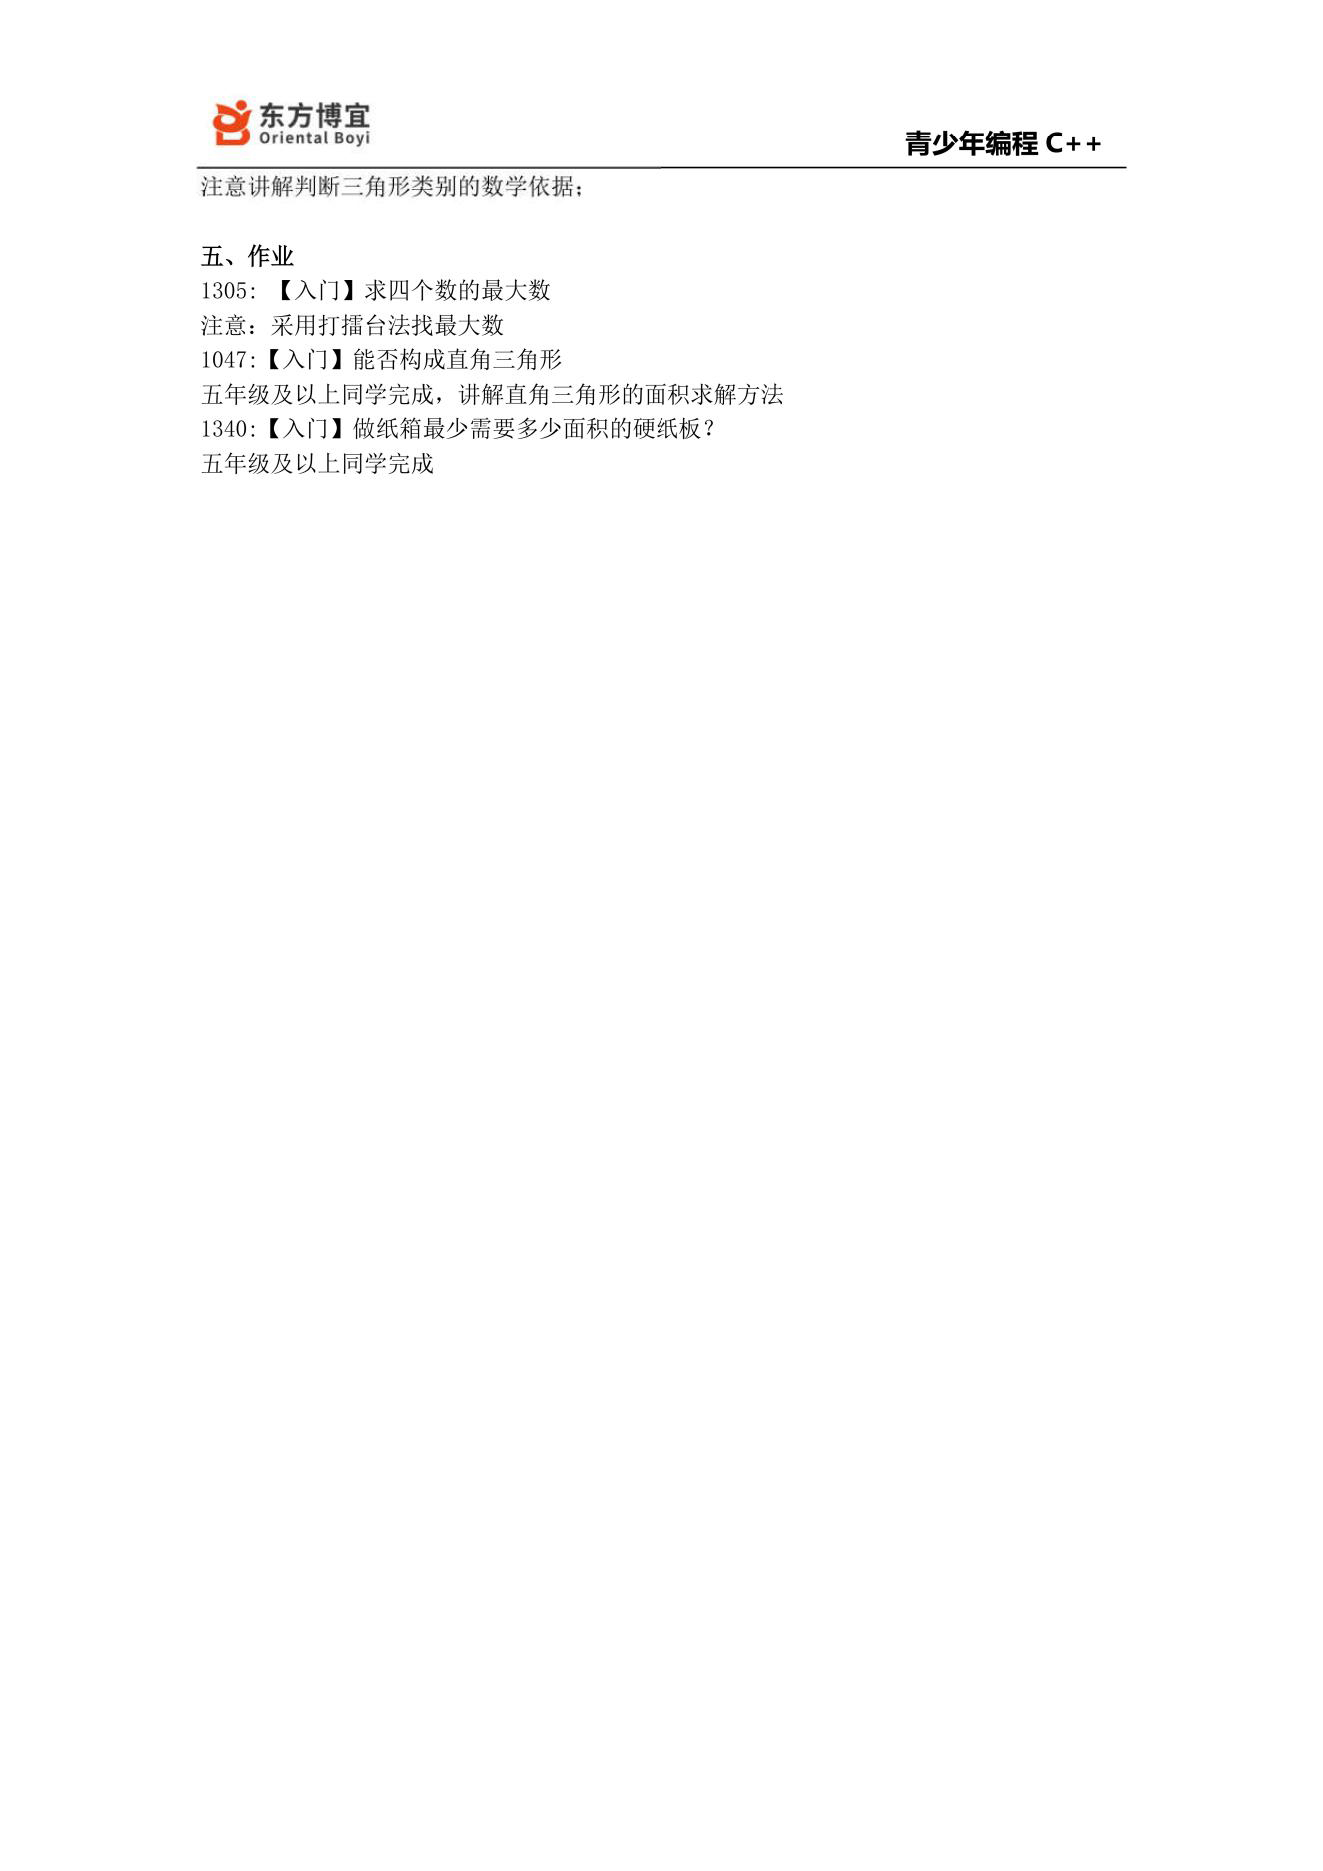 东方博宜
Oriental Boyi
青少年编程 C++
注意讲解判断三角形类别的数学依据;
五、作业
1305: 【入门】求四个数的最大数
注意：采用打擂台法找最大数
1047:【入门】能否构成直角三角形
五年级及以上同学完成，讲解直角三角形的面积求解方法
1340:【入门】做纸箱最少需要多少面积的硬纸板？
五年级及以上同学完成